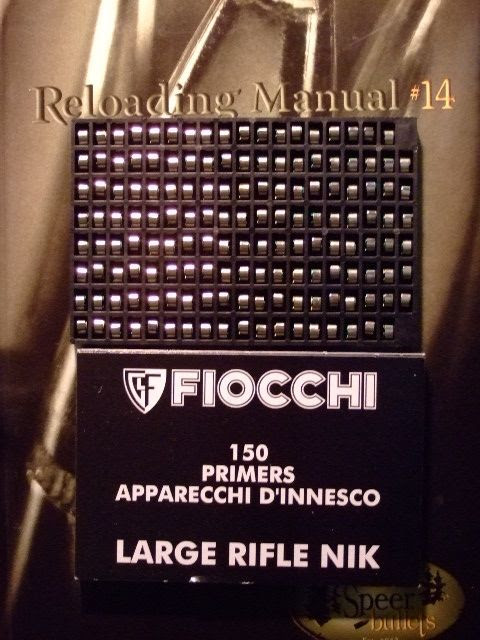 Reloading Manual #14
FIOCCHI
150
PRIMERS
APPARECCHI D'INNESCO
LARGE RIFLE NIK
Speer
bullets